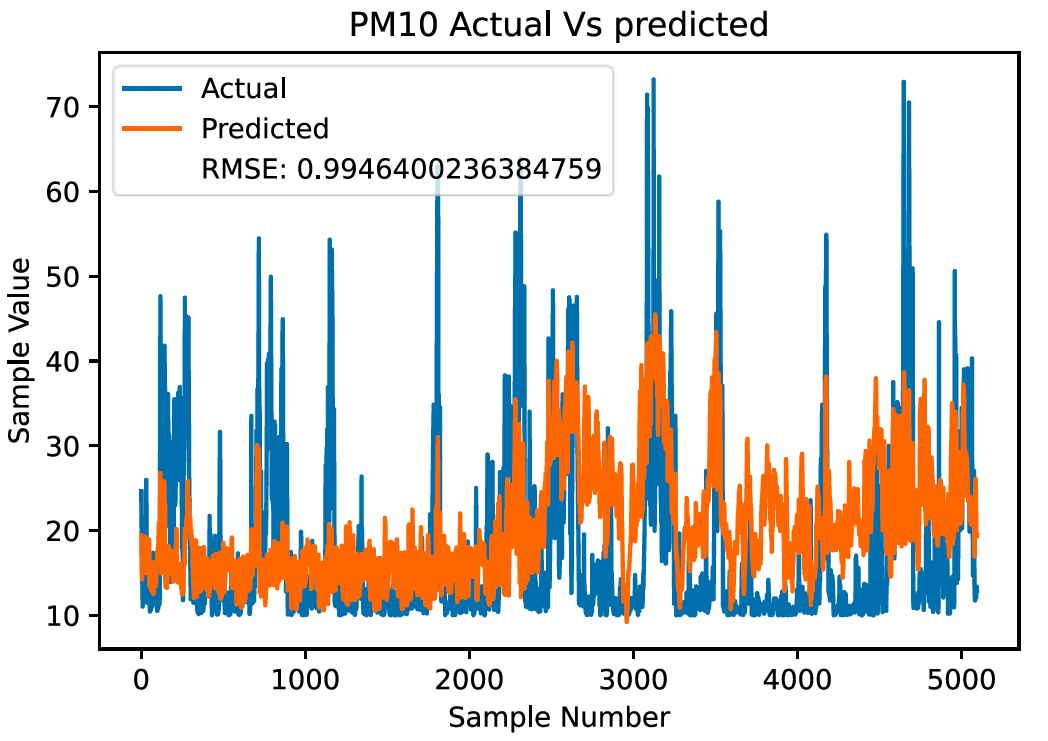 PM10 Actual Vs predicted
Actual
Predicted
RMSE: 0.9946400236384759
70
60
50
40
30
20
10
Sample Value
0 1000 2000 3000 4000 5000
Sample Number